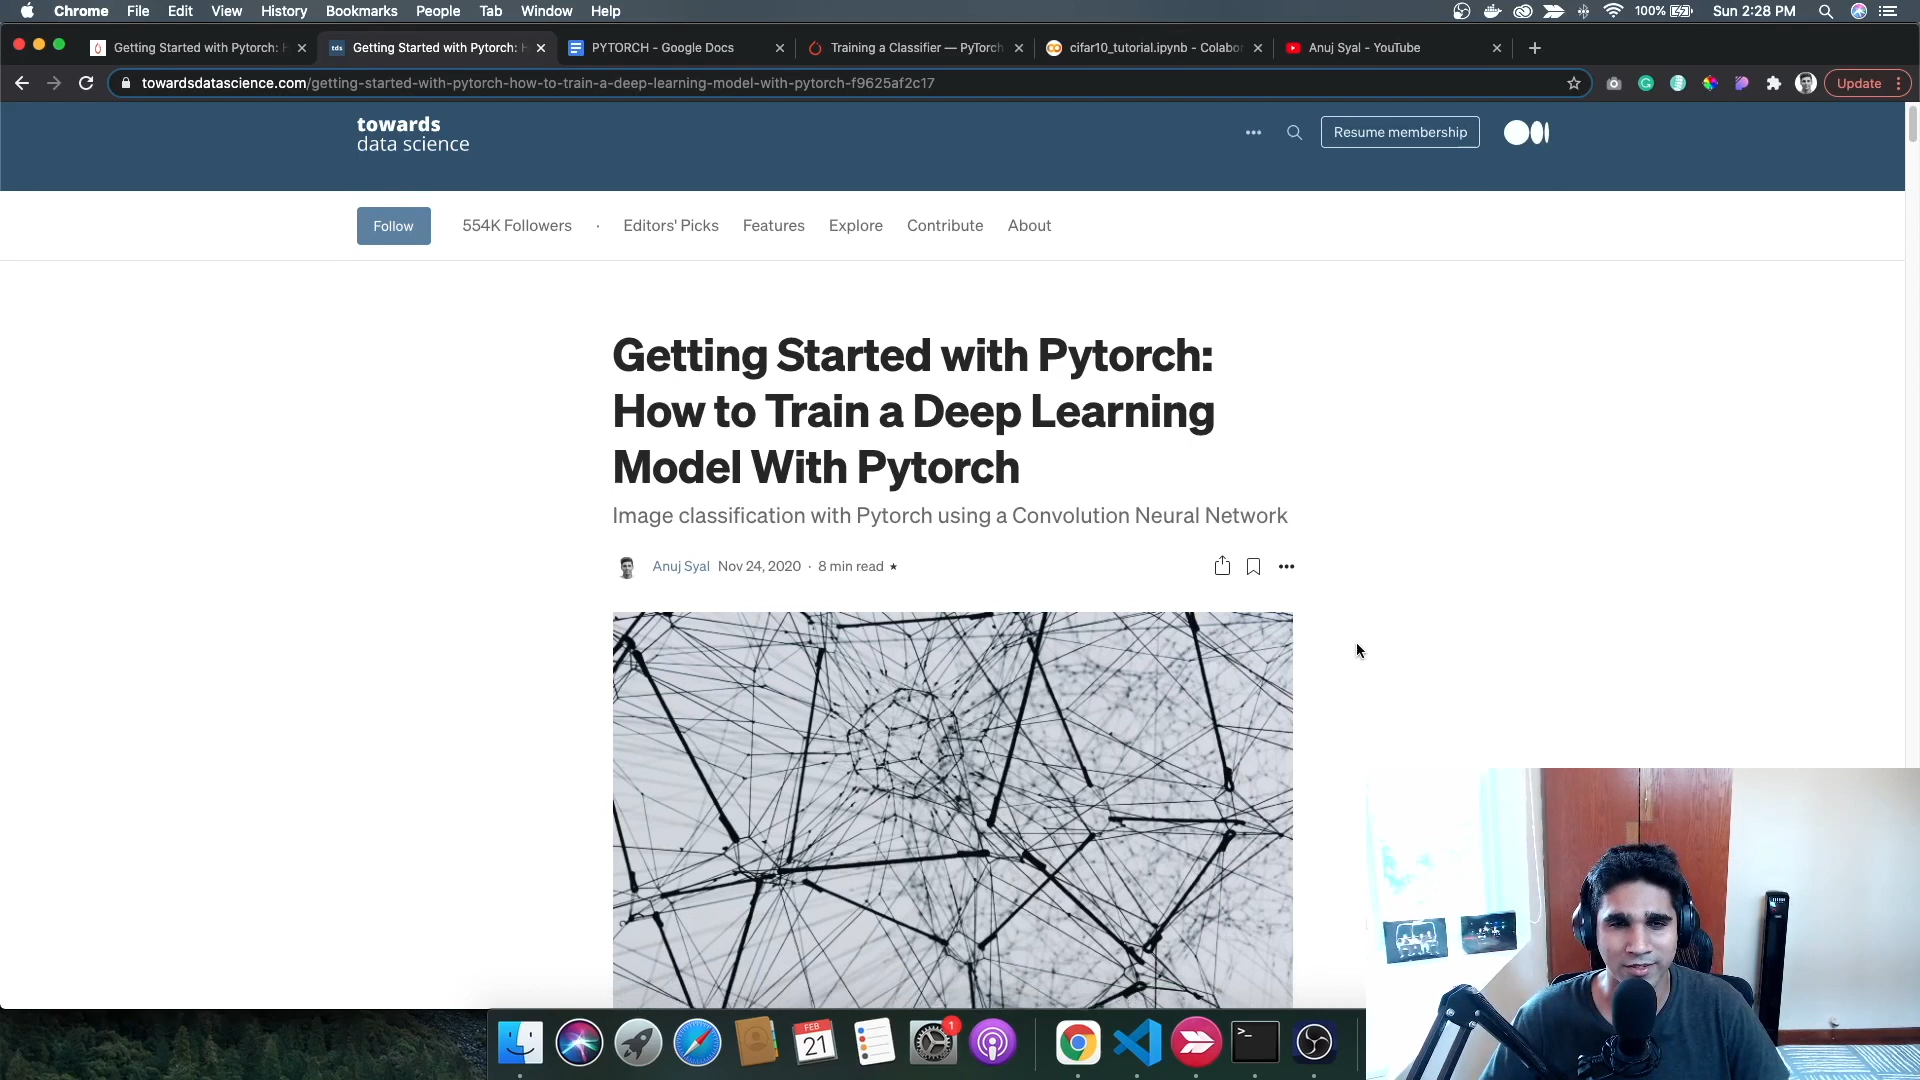 Chrome File Edit View History Bookmarks People Tab Window Help 100% Sun 2:28 PM
Getting Started with Pytorch: H
tds Getting Started with Pytorch: H
PYTORCH - Google Docs
Training a Classifier — PyTorch
cifar10_tutorial.ipynb - Colabo
Anuj Syal - YouTube
towardsdatascience.com/getting-started-with-pytorch-how-to-train-a-deep-learning-model-with-pytorch-f9625af2c17
Update
towards
data science
Resume membership
Follow 554K Followers · Editors' Picks Features Explore Contribute About
Getting Started with Pytorch:
How to Train a Deep Learning
Model With Pytorch
Image classification with Pytorch using a Convolution Neural Network
Anuj Syal Nov 24, 2020 · 8 min read
FEB
21
1